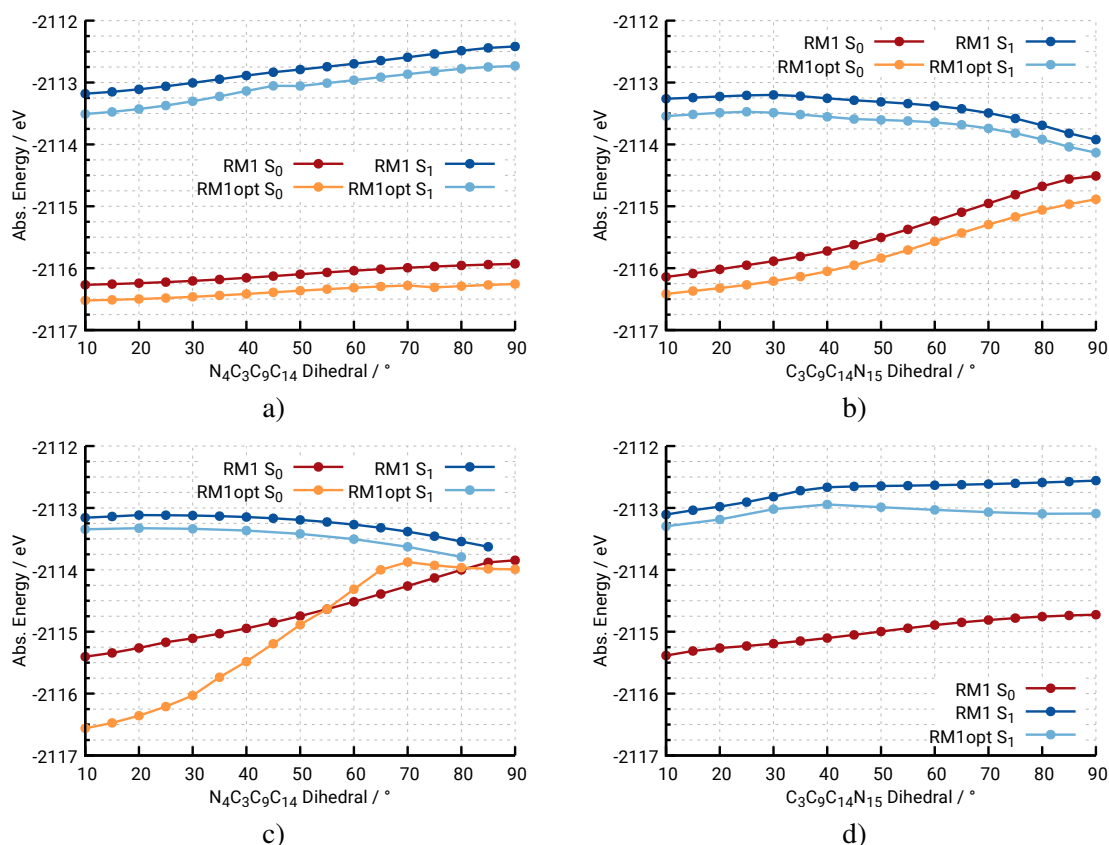 -2112
-2113
-2114
-2115
-2116
-2117
10 20 30 40 50 60 70 80 90
Abs. Energy / eV
N4C3C9C14 Dihedral / °
RM1 S0
RM1opt S0
RM1 S1
RM1opt S1
a)
-2112
-2113
-2114
-2115
-2116
-2117
10 20 30 40 50 60 70 80 90
Abs. Energy / eV
C3C9C14N15 Dihedral / °
RM1 S0
RM1opt S0
RM1 S1
RM1opt S1
b)
-2112
-2113
-2114
-2115
-2116
-2117
10 20 30 40 50 60 70 80 90
Abs. Energy / eV
N4C3C9C14 Dihedral / °
RM1 S0
RM1opt S0
RM1 S1
RM1opt S1
c)
-2112
-2113
-2114
-2115
-2116
-2117
10 20 30 40 50 60 70 80 90
Abs. Energy / eV
C3C9C14N15 Dihedral / °
RM1 S0
RM1 S1
RM1opt S1
d)